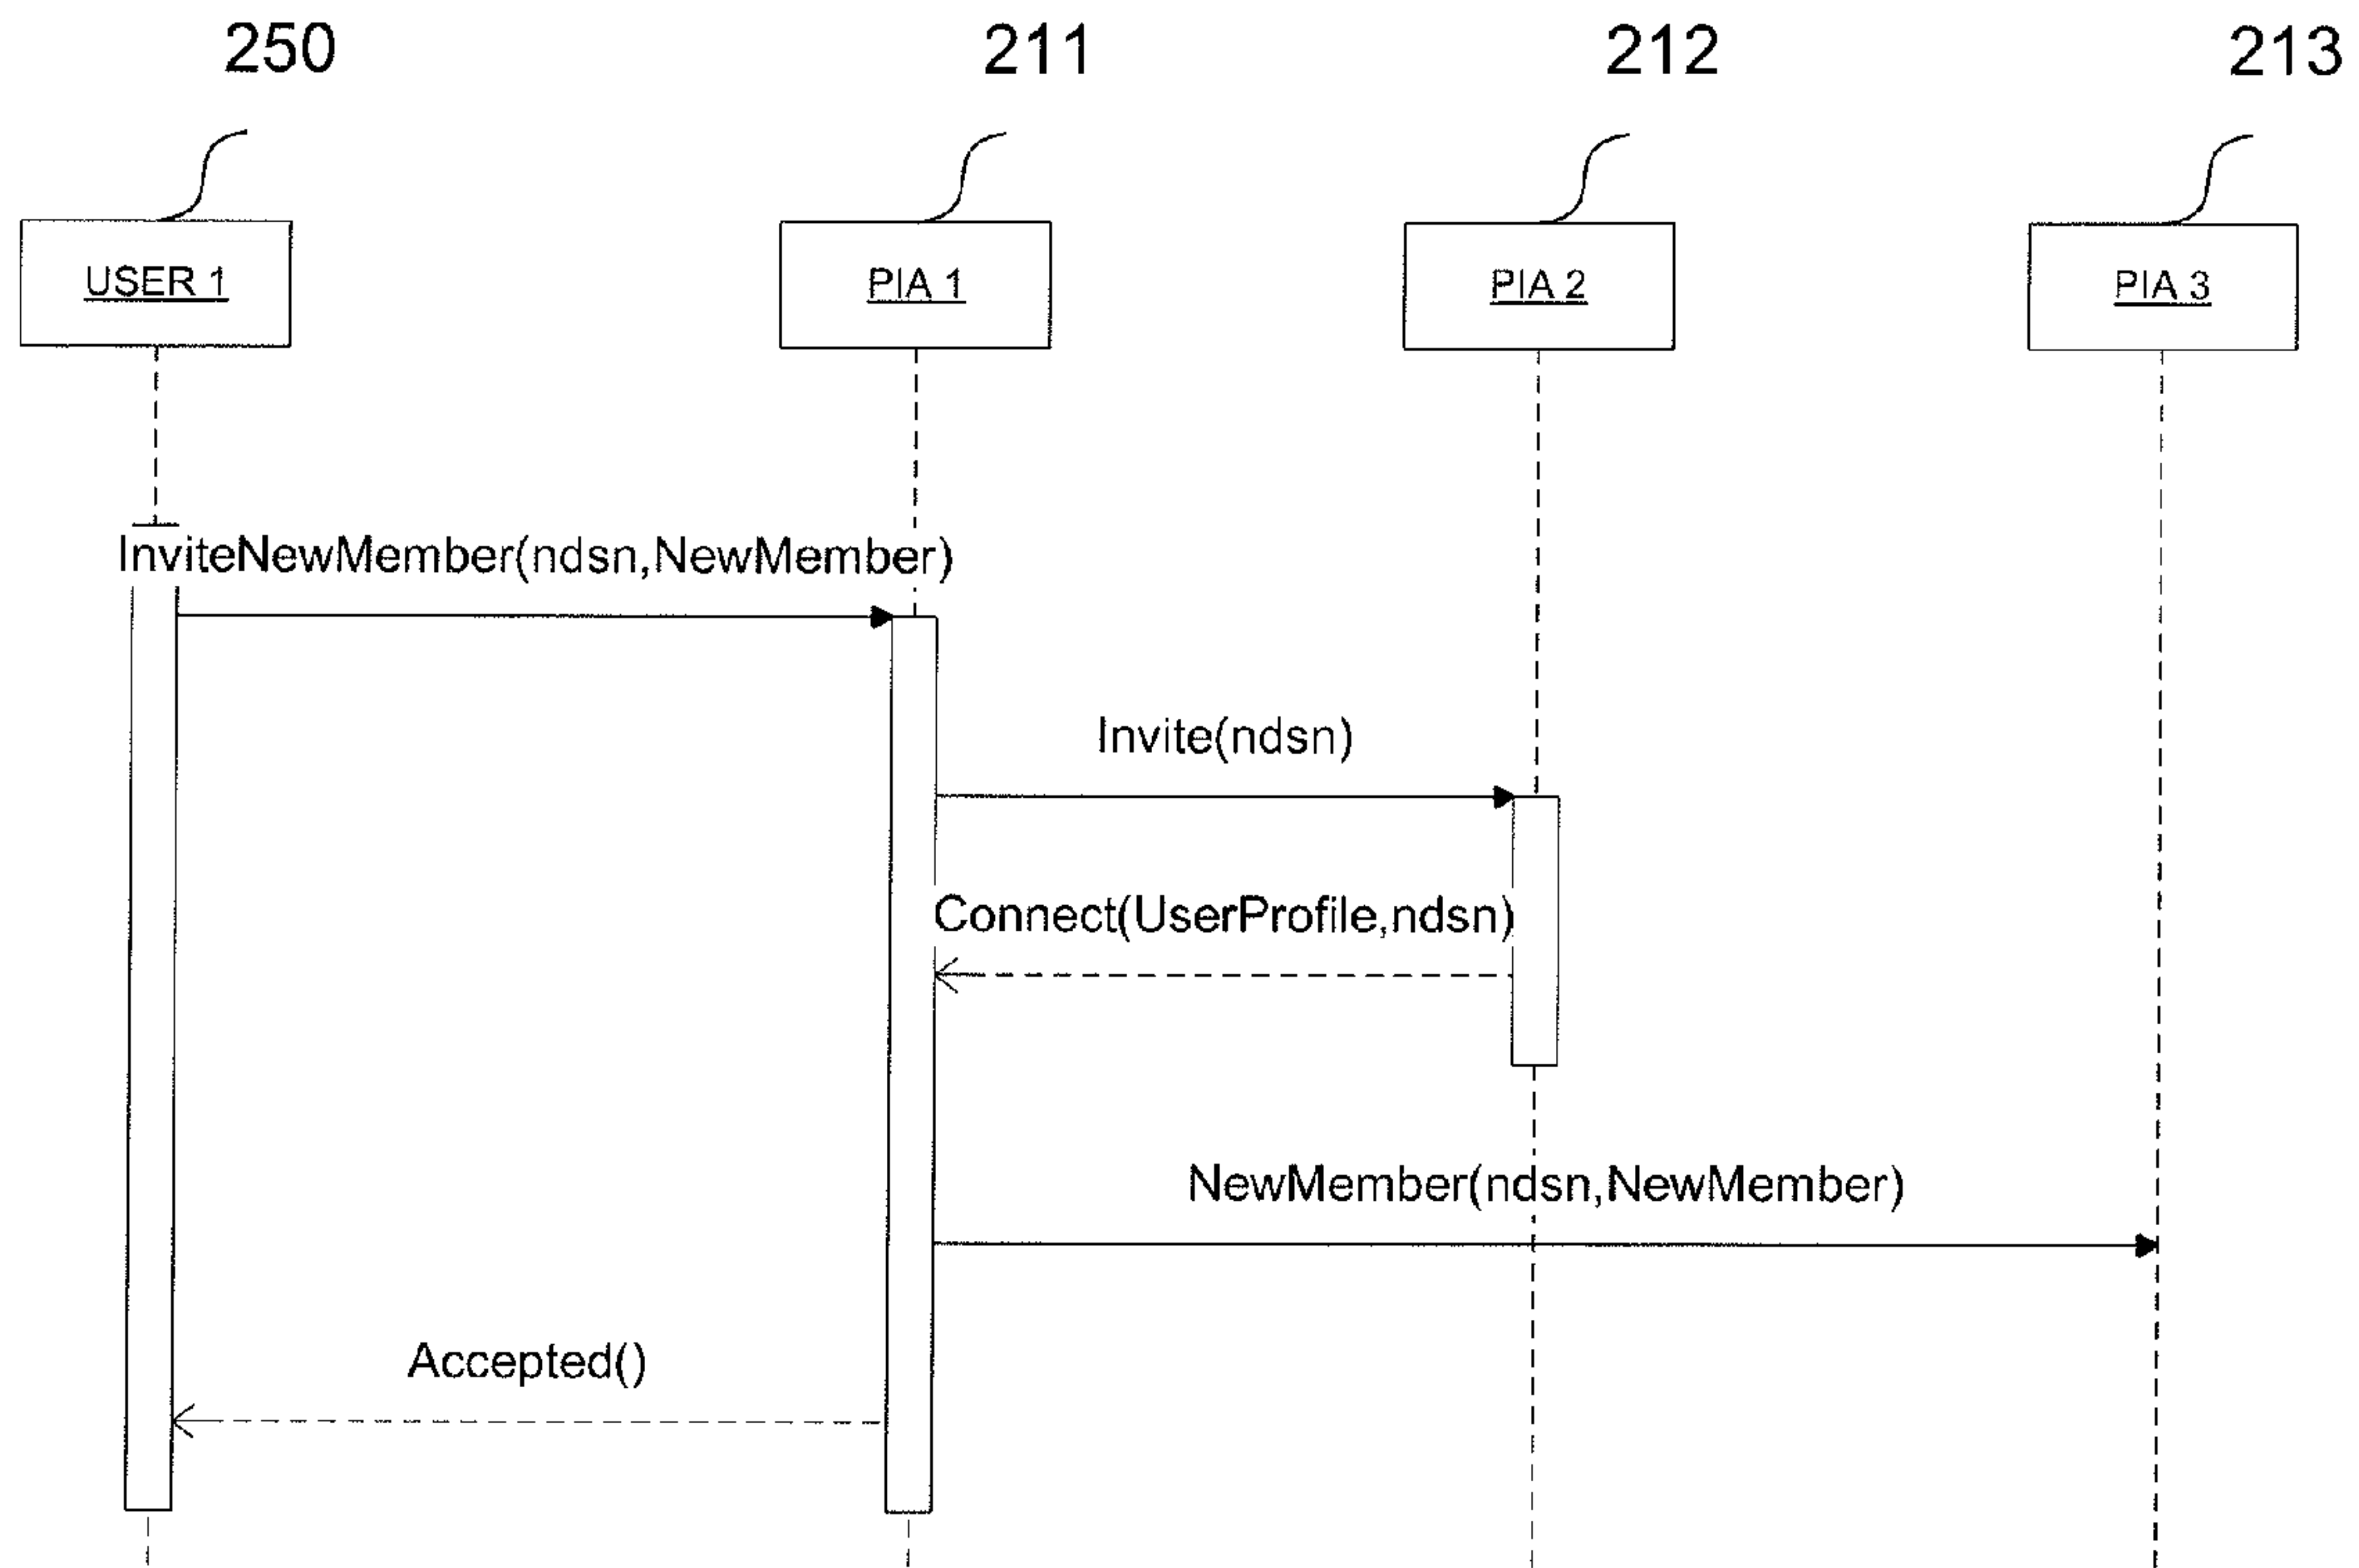 250
211
212
213
USER 1
PIA 1
PIA 2
PIA 3
InviteNewMember(ndsn,NewMember)
Invite(ndsn)
Connect(UserProfile,ndsn)
NewMember(ndsn,NewMember)
Accepted()